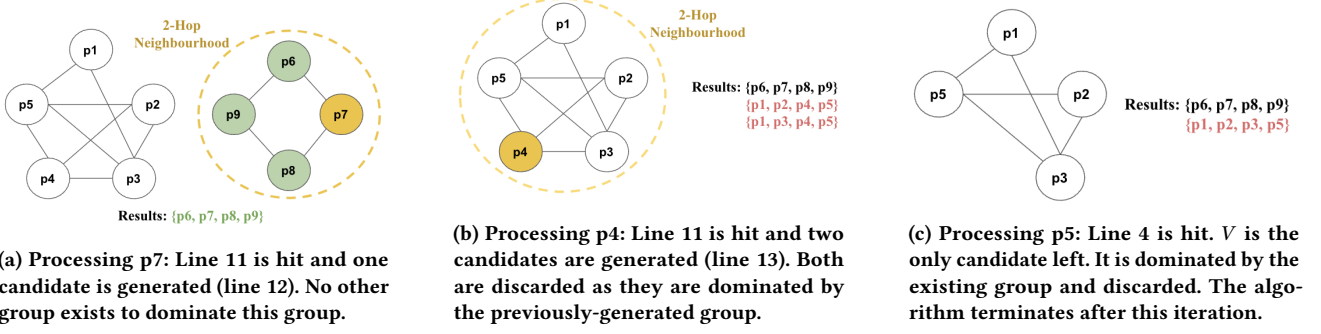 2-Hop
Neighbourhood
p1
p5
p2
p4
p3
p6
p9
p7
p8
Results: {p6, p7, p8, p9}
(a) Processing p7: Line 11 is hit and one
candidate is generated (line 12). No other
group exists to dominate this group.
2-Hop
Neighbourhood
p1
p5
p2
p4
p3
Results: {p6, p7, p8, p9}
{p1, p2, p4, p5}
{p1, p3, p4, p5}
(b) Processing p4: Line 11 is hit and two
candidates are generated (line 13). Both
are discarded as they are dominated by
the previously-generated group.
p1
p5
p2
p3
Results: {p6, p7, p8, p9}
{p1, p2, p3, p5}
(c) Processing p5: Line 4 is hit. V is the
only candidate left. It is dominated by the
existing group and discarded. The algo-
rithm terminates after this iteration.